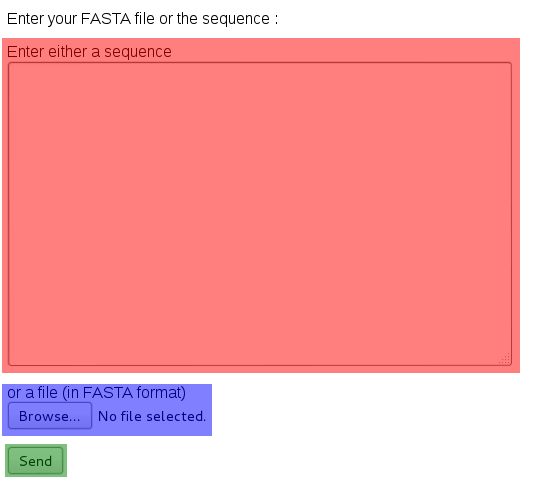 Enter your FASTA file or the sequence :
Enter either a sequence
or a file (in FASTA format)
Browse... No file selected.
Send